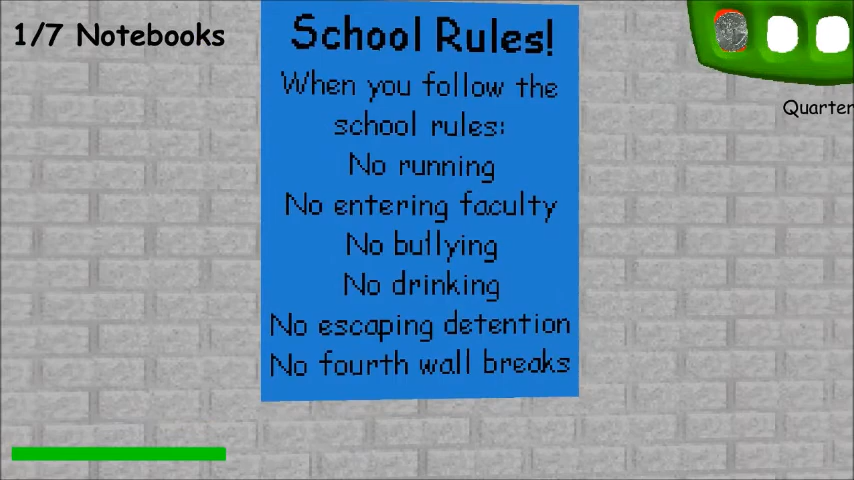 1/7 Notebooks
School Rules!
When you follow the
school rules:
No running
No entering faculty
No bullying
No drinking
No escaping detention
No fourth wall breaks
Quarter